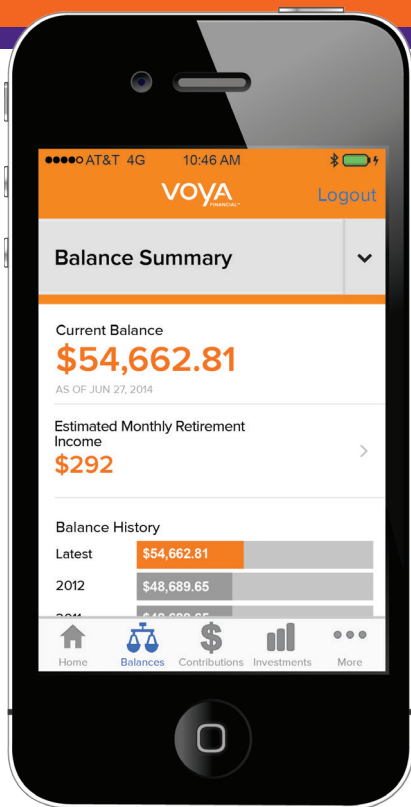 AT&T 4G 10:46 AM
VOYA
FINANCIAL
Logout
Balance Summary
Current Balance
$54,662.81
AS OF JUN 27, 2014
Estimated Monthly Retirement
Income
$292
Balance History
Latest $54,662.81
2012 $48,689.65
Home Balances Contributions Investments More